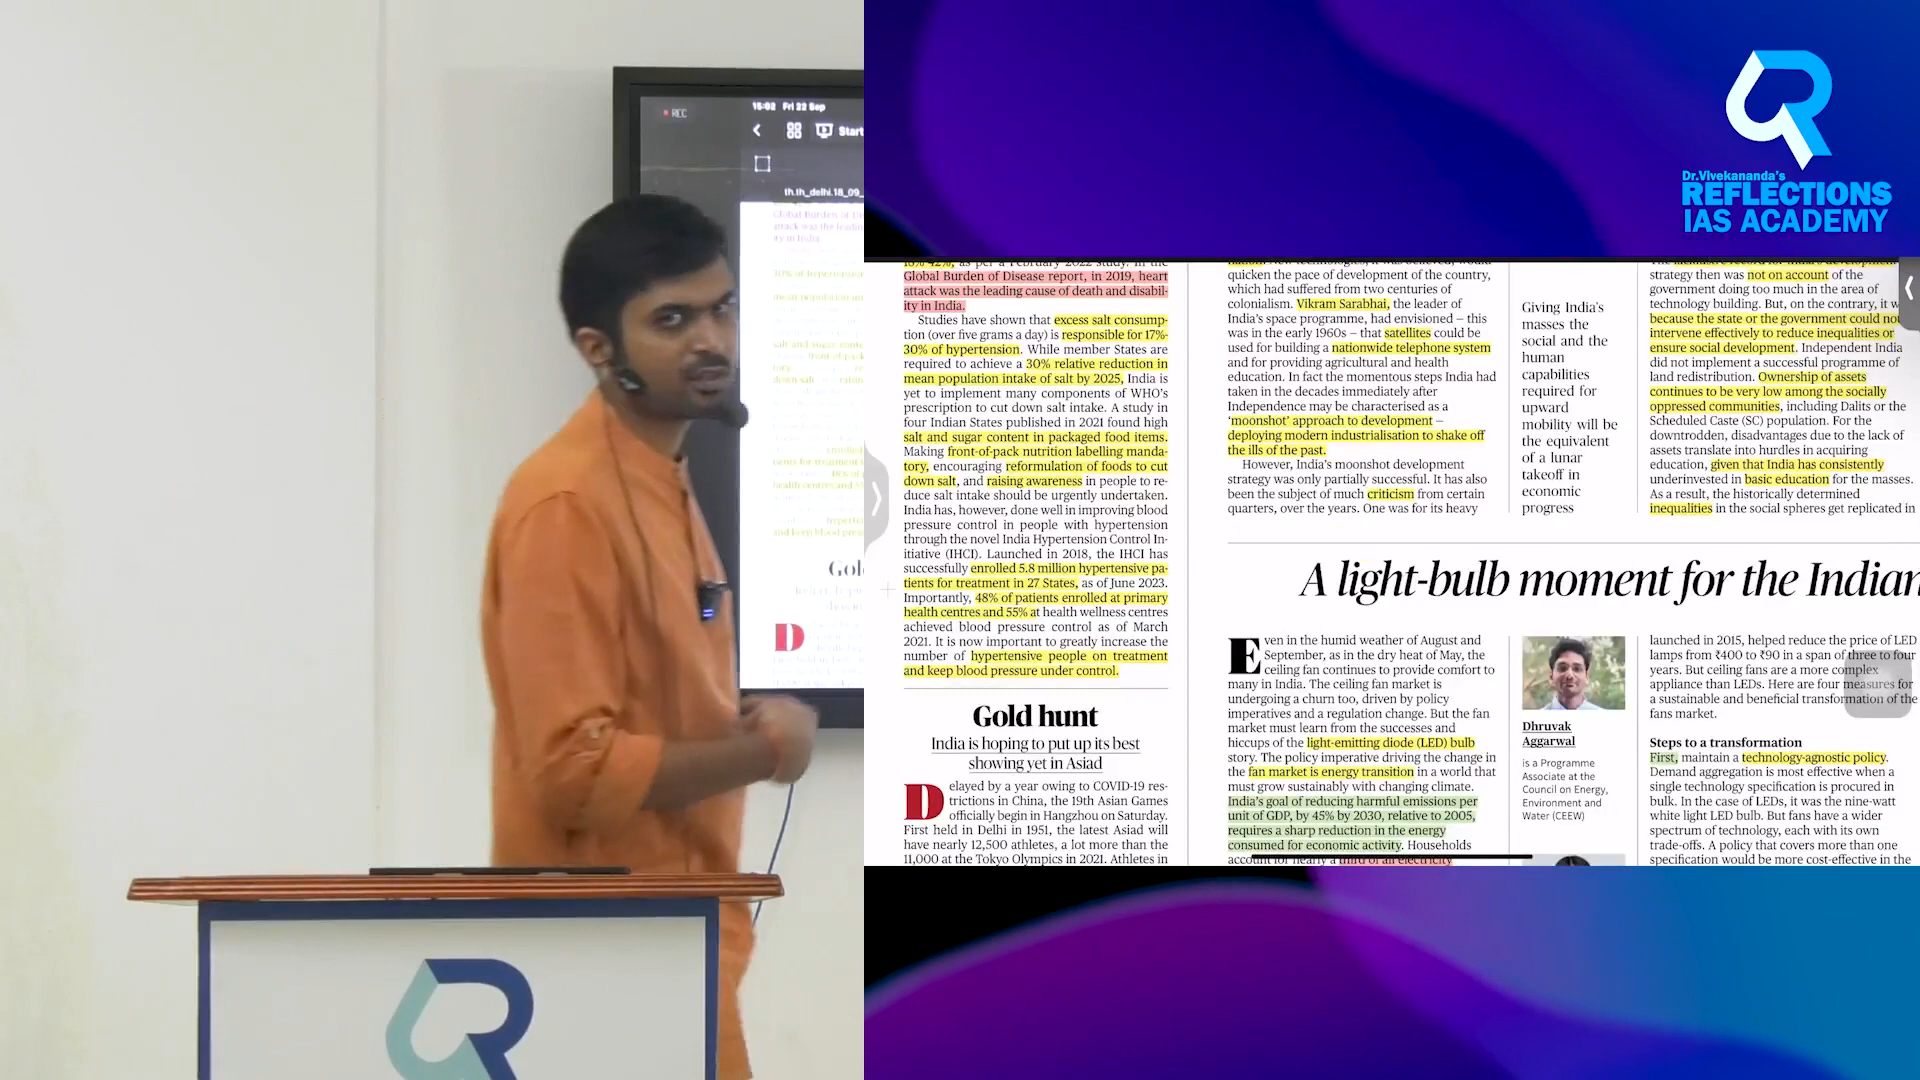 REC
15:02 Fri 22 Sep
Start
th.th_delhi.18_09_
Dr.Vivekananda's
REFLECTIONS
IAS ACADEMY
as per a February 2022 study. In the
Global Burden of Disease report, in 2019, heart
attack was the leading cause of death and disabil-
ity in India.
Studies have shown that excess salt consump-
tion (over five grams a day) is responsible for 17%-
30% of hypertension. While member States are
required to achieve a 30% relative reduction in
mean population intake of salt by 2025, India is
yet to implement many components of WHO's
prescription to cut down salt intake. A study in
four Indian States published in 2021 found high
salt and sugar content in packaged food items.
Making front-of-pack nutrition labelling manda-
tory, encouraging reformulation of foods to cut
down salt, and raising awareness in people to re-
duce salt intake should be urgently undertaken.
India has, however, done well in improving blood
pressure control in people with hypertension
through the novel India Hypertension Control In-
itiative (IHCI). Launched in 2018, the IHCI has
successfully enrolled 5.8 million hypertensive pa-
tients for treatment in 27 States, as of June 2023.
Importantly, 48% of patients enrolled at primary
health centres and 55% at health wellness centres
achieved blood pressure control as of March
2021. It is now important to greatly increase the
number of hypertensive people on treatment
and keep blood pressure under control.
Gold hunt
India is hoping to put up its best
showing yet in Asiad
Delayed by a year owing to COVID-19 res-
trictions in China, the 19th Asian Games
officially begin in Hangzhou on Saturday.
First held in Delhi in 1951, the latest Asiad will
have nearly 12,500 athletes, a lot more than the
11,000 at the Tokyo Olympics in 2021. Athletes in
quicken the pace of development of the country,
which had suffered from two centuries of
colonialism. Vikram Sarabhai, the leader of
India's space programme, had envisioned – this
was in the early 1960s – that satellites could be
used for building a nationwide telephone system
and for providing agricultural and health
education. In fact the momentous steps India had
taken in the decades immediately after
Independence may be characterised as a
'moonshot' approach to development –
deploying modern industrialisation to shake off
the ills of the past.
However, India's moonshot development
strategy was only partially successful. It has also
been the subject of much criticism from certain
quarters, over the years. One was for its heavy
Giving India's
masses the
social and the
human
capabilities
required for
upward
mobility will be
the equivalent
of a lunar
takeoff in
economic
progress
strategy then was not on account of the
government doing too much in the area of
technology building. But, on the contrary, it w
because the state or the government could not
intervene effectively to reduce inequalities or
ensure social development. Independent India
did not implement a successful programme of
land redistribution. Ownership of assets
continues to be very low among the socially
oppressed communities, including Dalits or the
Scheduled Caste (SC) population. For the
downtrodden, disadvantages due to the lack of
assets translate into hurdles in acquiring
education, given that India has consistently
underinvested in basic education for the masses.
As a result, the historically determined
inequalities in the social spheres get replicated in
A light-bulb moment for the Indian
Even in the humid weather of August and
September, as in the dry heat of May, the
ceiling fan continues to provide comfort to
many in India. The ceiling fan market is
undergoing a churn too, driven by policy
imperatives and a regulation change. But the fan
market must learn from the successes and
hiccups of the light-emitting diode (LED) bulb
story. The policy imperative driving the change in
the fan market is energy transition in a world that
must grow sustainably with changing climate.
India's goal of reducing harmful emissions per
unit of GDP, by 45% by 2030, relative to 2005,
requires a sharp reduction in the energy
consumed for economic activity. Households
account for nearly a third of all electricity
Dhruvak
Aggarwal
is a Programme
Associate at the
Council on Energy,
Environment and
Water (CEEW)
launched in 2015, helped reduce the price of LED
lamps from ₹400 to ₹90 in a span of three to four
years. But ceiling fans are a more complex
appliance than LEDs. Here are four measures for
a sustainable and beneficial transformation of the
fans market.
Steps to a transformation
First, maintain a technology-agnostic policy.
Demand aggregation is most effective when a
single technology specification is procured in
bulk. In the case of LEDs, it was the nine-watt
white light LED bulb. But fans have a wider
spectrum of technology, each with its own
trade-offs. A policy that covers more than one
specification would be more cost-effective in the